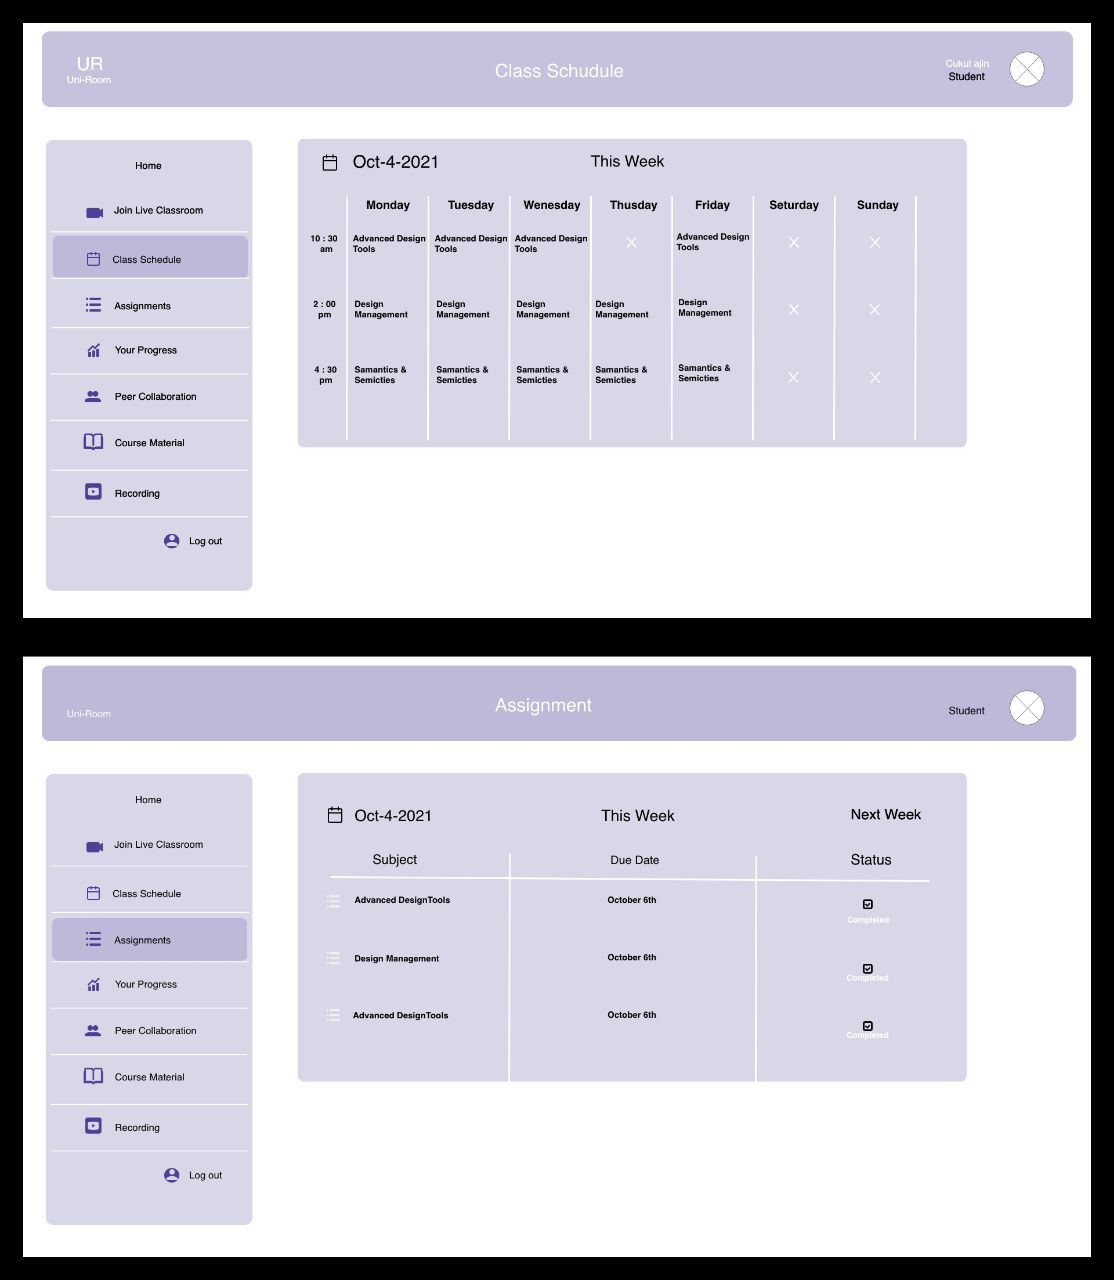 UR
Uni-Room
Class Schudule
Cukul ajin
Student
Home
Join Live Classroom
Class Schedule
Assignments
Your Progress
Peer Collaboration
Course Material
Recording
Log out
Oct-4-2021 This Week
Monday Tuesday Wenesday Thusday Friday Seturday Sunday
10 : 30 Advanced Design Advanced Design Advanced Design Advanced Design
am Tools Tools Tools Tools
2 : 00 Design Design Design Design Design
pm Management Management Management Management Management
4 : 30 Samantics & Samantics & Samantics & Samantics & Samantics &
pm Semicties Semicties Semicties Semicties Semicties
Uni-Room
Assignment
Student
Home
Join Live Classroom
Class Schedule
Assignments
Your Progress
Peer Collaboration
Course Material
Recording
Log out
Oct-4-2021 This Week Next Week
Subject Due Date Status
Advanced DesignTools October 6th
Completed
Design Management October 6th
Completed
Advanced DesignTools October 6th
Completed